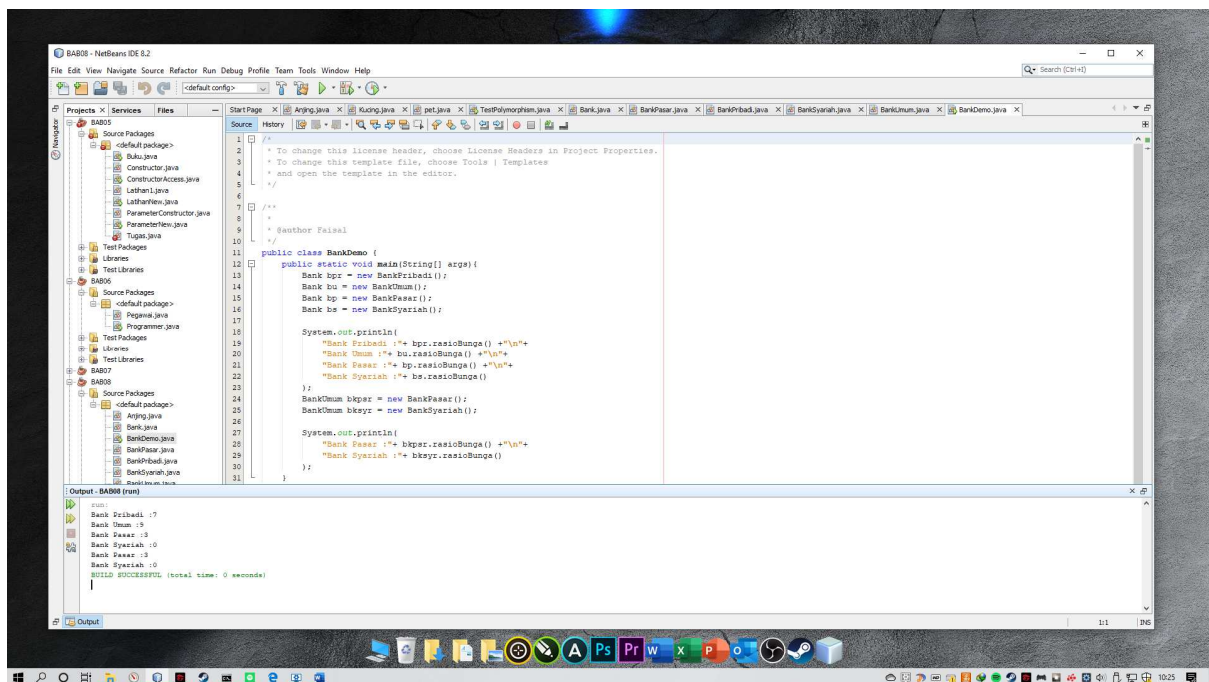 BAB08 - NetBeans IDE 8.2
File Edit View Navigate Source Refactor Run Debug Profile Team Tools Window Help
Search (Ctrl+I)
<default config>
Projects Services Files
Navigator
Start Page Anjing.java Kucing.java pet.java TestPolymorphism.java Bank.java BankPasar.java BankPribadi.java BankSyariah.java BankUmum.java BankDemo.java
Source History
BAB05
Source Packages
<default package>
Buku.java
Constructor.java
ConstructorAccess.java
Latihan1.java
LatihanNew.java
ParameterConstructor.java
ParameterNew.java
Tugas.java
Test Packages
Libraries
Test Libraries
BAB06
Source Packages
<default package>
Pegawai.java
Programmer.java
Test Packages
Libraries
Test Libraries
BAB07
BAB08
Source Packages
<default package>
Anjing.java
Bank.java
BankDemo.java
BankPasar.java
BankPribadi.java
BankSyariah.java
BankUmum.java
1 /*
2 * To change this license header, choose License Headers in Project Properties.
3 * To change this template file, choose Tools | Templates
4 * and open the template in the editor.
5 */
6
7 /**
8 *
9 * @author Faisal
10 */
11 public class BankDemo {
12 public static void main(String[] args){
13 Bank bpr = new BankPribadi();
14 Bank bu = new BankUmum();
15 Bank bp = new BankPasar();
16 Bank bs = new BankSyariah();
17
18 System.out.println(
19 "Bank Pribadi :"+ bpr.rasioBunga() +"\n"+
20 "Bank Umum :"+ bu.rasioBunga() +"\n"+
21 "Bank Pasar :"+ bp.rasioBunga() +"\n"+
22 "Bank Syariah :"+ bs.rasioBunga()
23 );
24 BankUmum bkpsr = new BankPasar();
25 BankUmum bksyr = new BankSyariah();
26
27 System.out.println(
28 "Bank Pasar :"+ bkpsr.rasioBunga() +"\n"+
29 "Bank Syariah :"+ bksyr.rasioBunga()
30 );
31 }
Output - BAB08 (run)
run:
Bank Pribadi :7
Bank Umum :9
Bank Pasar :3
Bank Syariah :0
Bank Pasar :3
Bank Syariah :0
BUILD SUCCESSFUL (total time: 0 seconds)
Output
1:1 INS
A Ps Pr W X P O
10:25